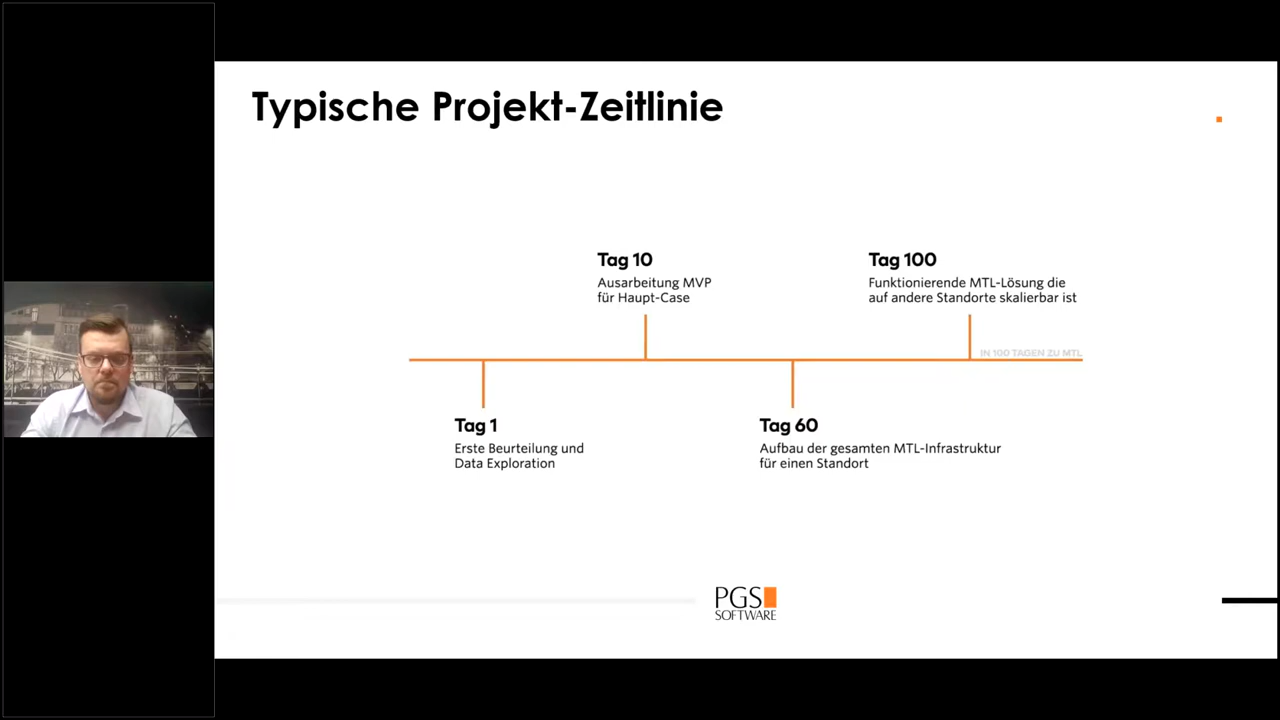 Typische Projekt-Zeitlinie
Tag 10
Ausarbeitung MVP
für Haupt-Case
Tag 100
Funktionierende MTL-Lösung die
auf andere Standorte skalierbar ist
IN 100 TAGEN ZU MTL
Tag 1
Erste Beurteilung und
Data Exploration
Tag 60
Aufbau der gesamten MTL-Infrastruktur
für einen Standort
PGS
SOFTWARE